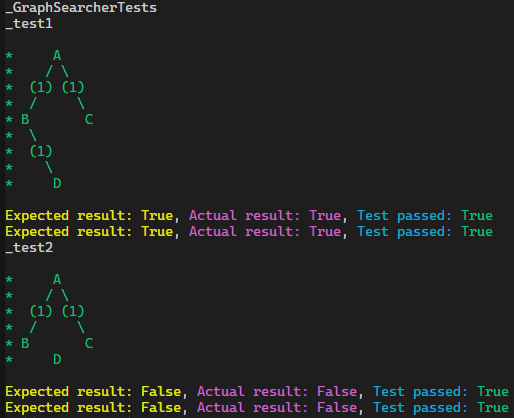 _GraphSearcherTests
_test1
*     A
*    / \
*  (1) (1)
*  /     \
* B       C
*  \
*  (1)
*    \
*     D
Expected result: True, Actual result: True, Test passed: True
Expected result: True, Actual result: True, Test passed: True
_test2
*     A
*    / \
*  (1) (1)
*  /     \
* B       C
*     D
Expected result: False, Actual result: False, Test passed: True
Expected result: False, Actual result: False, Test passed: True